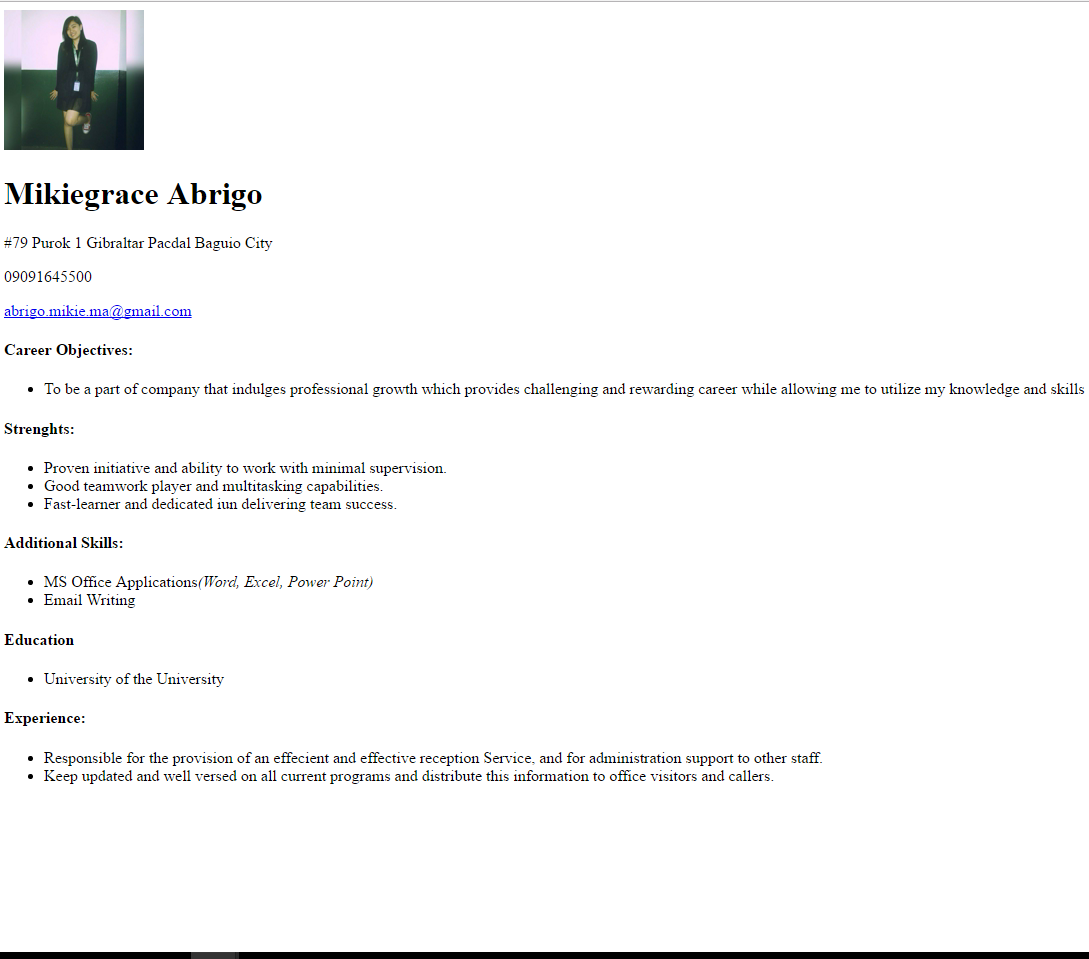 Mikiegrace Abrigo
#79 Purok 1 Gibraltar Pacdal Baguio City
09091645500
abrigo.mikie.ma@gmail.com
Career Objectives:
• To be a part of company that indulges professional growth which provides challenging and rewarding career while allowing me to utilize my knowledge and skills
Strenghts:
• Proven initiative and ability to work with minimal supervision.
• Good teamwork player and multitasking capabilities.
• Fast-learner and dedicated iun delivering team success.
Additional Skills:
• MS Office Applications(Word, Excel, Power Point)
• Email Writing
Education
• University of the University
Experience:
• Responsible for the provision of an effecient and effective reception Service, and for administration support to other staff.
• Keep updated and well versed on all current programs and distribute this information to office visitors and callers.